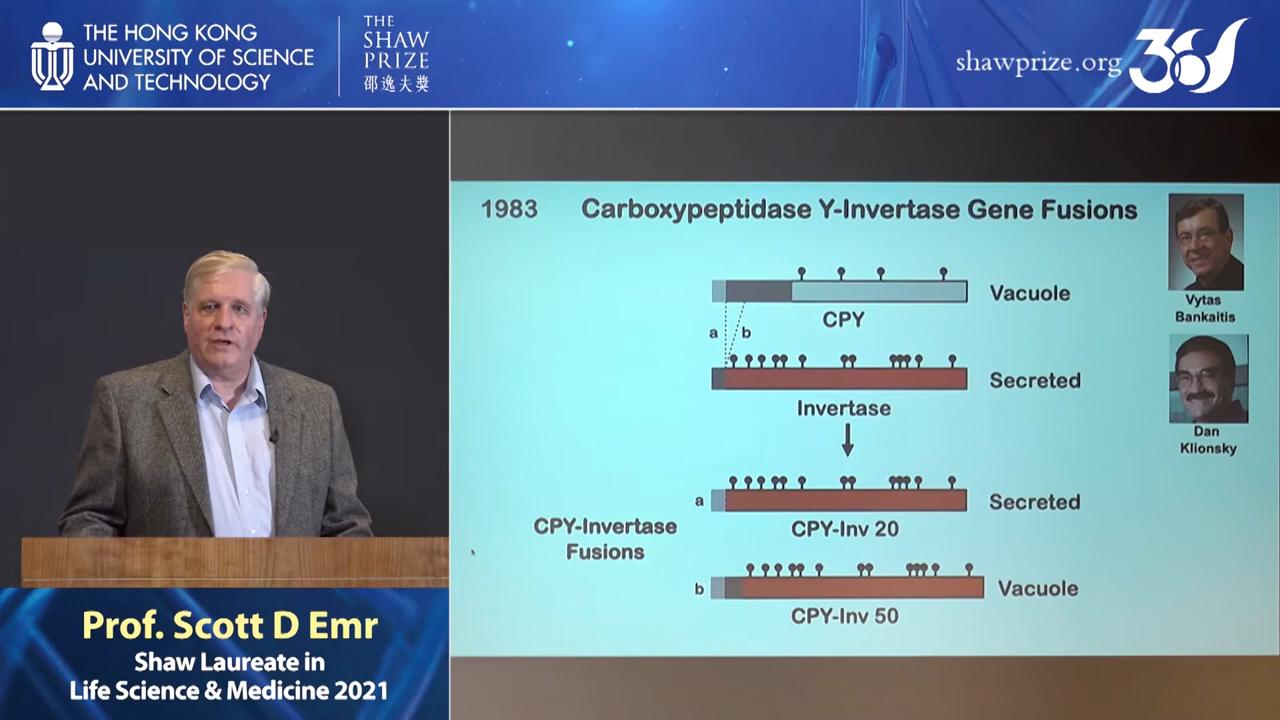 THE HONG KONG
UNIVERSITY OF SCIENCE
AND TECHNOLOGY
THE
SHAW
PRIZE
邵逸夫獎
shawprize.org
30
1983
Carboxypeptidase Y-Invertase Gene Fusions
Vytas
Bankaitis
Vacuole
CPY
a
b
Secreted
Invertase
Dan
Klionsky
a
Secreted
CPY-Inv 20
CPY-Invertase
Fusions
b
Vacuole
CPY-Inv 50
Prof. Scott D Emr
Shaw Laureate in
Life Science & Medicine 2021